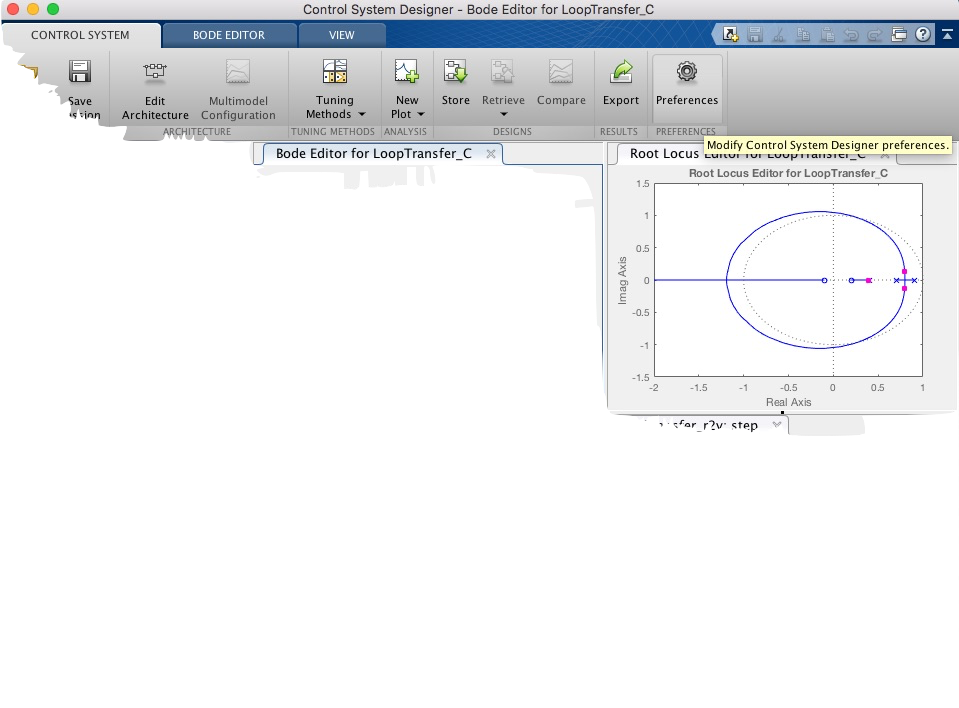 Control System Designer - Bode Editor for LoopTransfer_C
CONTROL SYSTEM BODE EDITOR VIEW
Save
Edit
Architecture
Multimodel
Configuration
Tuning
Methods
New
Plot
Store Retrieve Compare Export Preferences
ARCHITECTURE TUNING METHODS ANALYSIS DESIGNS RESULTS PREFERENCES
Modify Control System Designer preferences.
Bode Editor for LoopTransfer_C
Root Locus Editor for LoopTransfer_C
Root Locus Editor for LoopTransfer_C
1.5
1
0.5
0
-0.5
-1
-1.5
Imag Axis
-2 -1.5 -1 -0.5 0 0.5 1
Real Axis
step